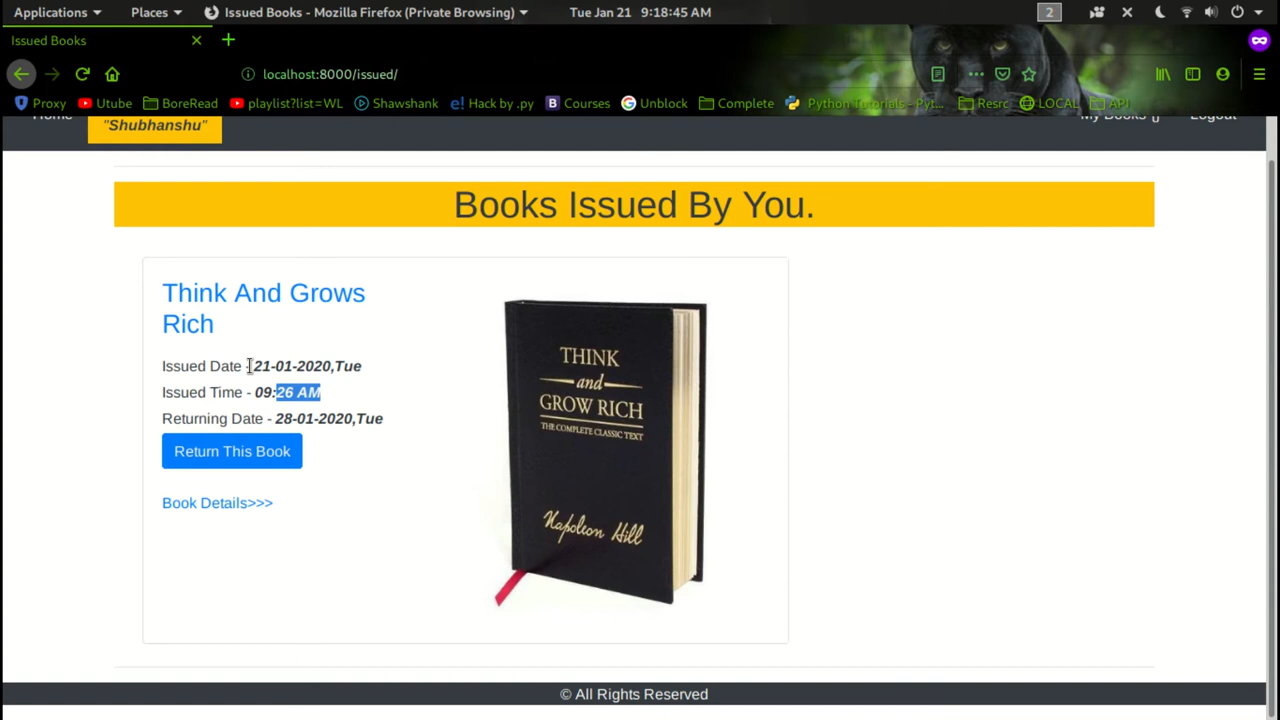 Applications Places Issued Books - Mozilla Firefox (Private Browsing) Tue Jan 21 9:18:45 AM 2
Issued Books
localhost:8000/issued/
Proxy Utube BoreRead playlist?list=WL Shawshank e! Hack by .py B Courses G Unblock Complete Python Tutorials - Pyt... Resrc LOCAL API
Home "Shubhanshu" My Books Logout
Books Issued By You.
Think And Grows
Rich
Issued Date - 21-01-2020,Tue
Issued Time - 09:26 AM
Returning Date - 28-01-2020,Tue
Return This Book
Book Details>>>
THINK
and
GROW RICH
THE COMPLETE CLASSIC TEXT
Napoleon Hill
© All Rights Reserved